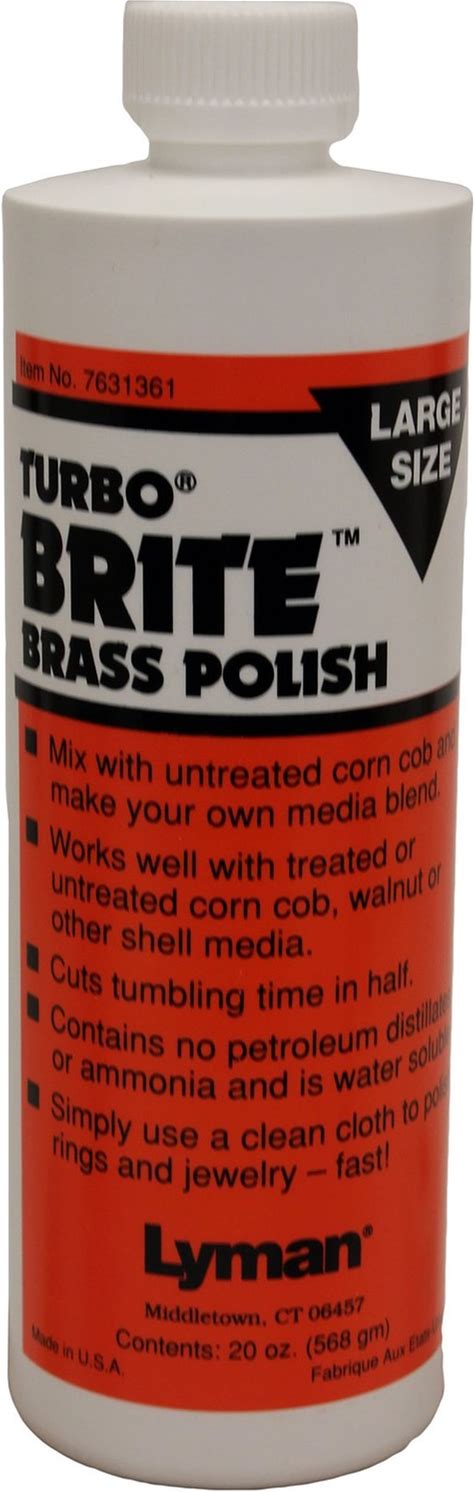 Item No. 7631361
LARGE
SIZE
TURBO®
BRITE™
BRASS POLISH
■ Mix with untreated corn cob and
make your own media blend.
■ Works well with treated or
untreated corn cob, walnut or
other shell media.
■ Cuts tumbling time in half.
■ Contains no petroleum distillate
or ammonia and is water solubl
■ Simply use a clean cloth to polis
rings and jewelry – fast!
Lyman®
Middletown, CT 06457
Contents: 20 oz. (568 gm)
Made in U.S.A.
Fabrique Aux Etats